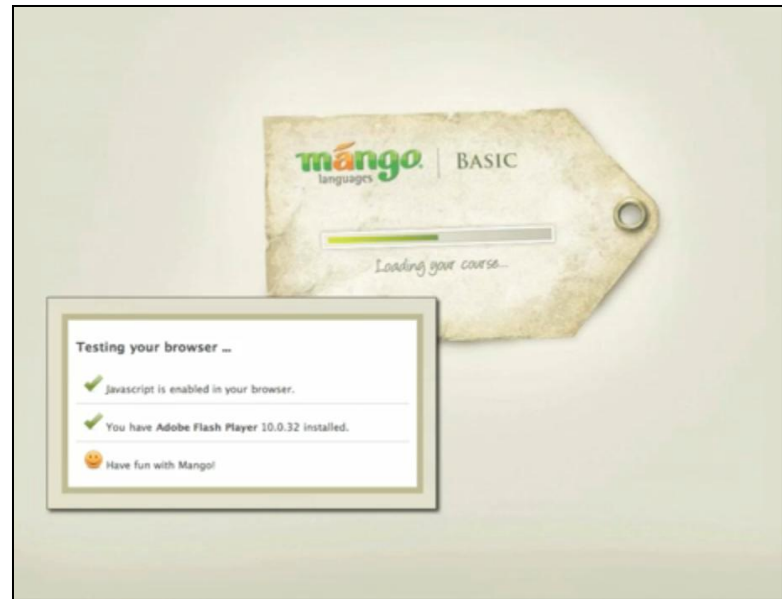 mango. | BASIC
languages
Loading your course...
Testing your browser ...
Javascript is enabled in your browser.
You have Adobe Flash Player 10.0.32 installed.
Have fun with Mango!